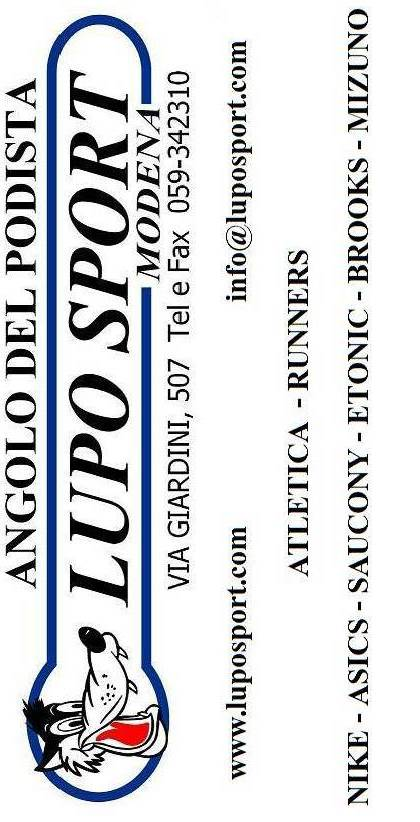 ANGOLO DEL PODISTA
LUPO SPORT
MODENA
VIA GIARDINI, 507 Tel e Fax 059-342310
www.luposport.com info@luposport.com
ATLETICA - RUNNERS
NIKE - ASICS - SAUCONY - ETONIC - BROOKS - MIZUNO